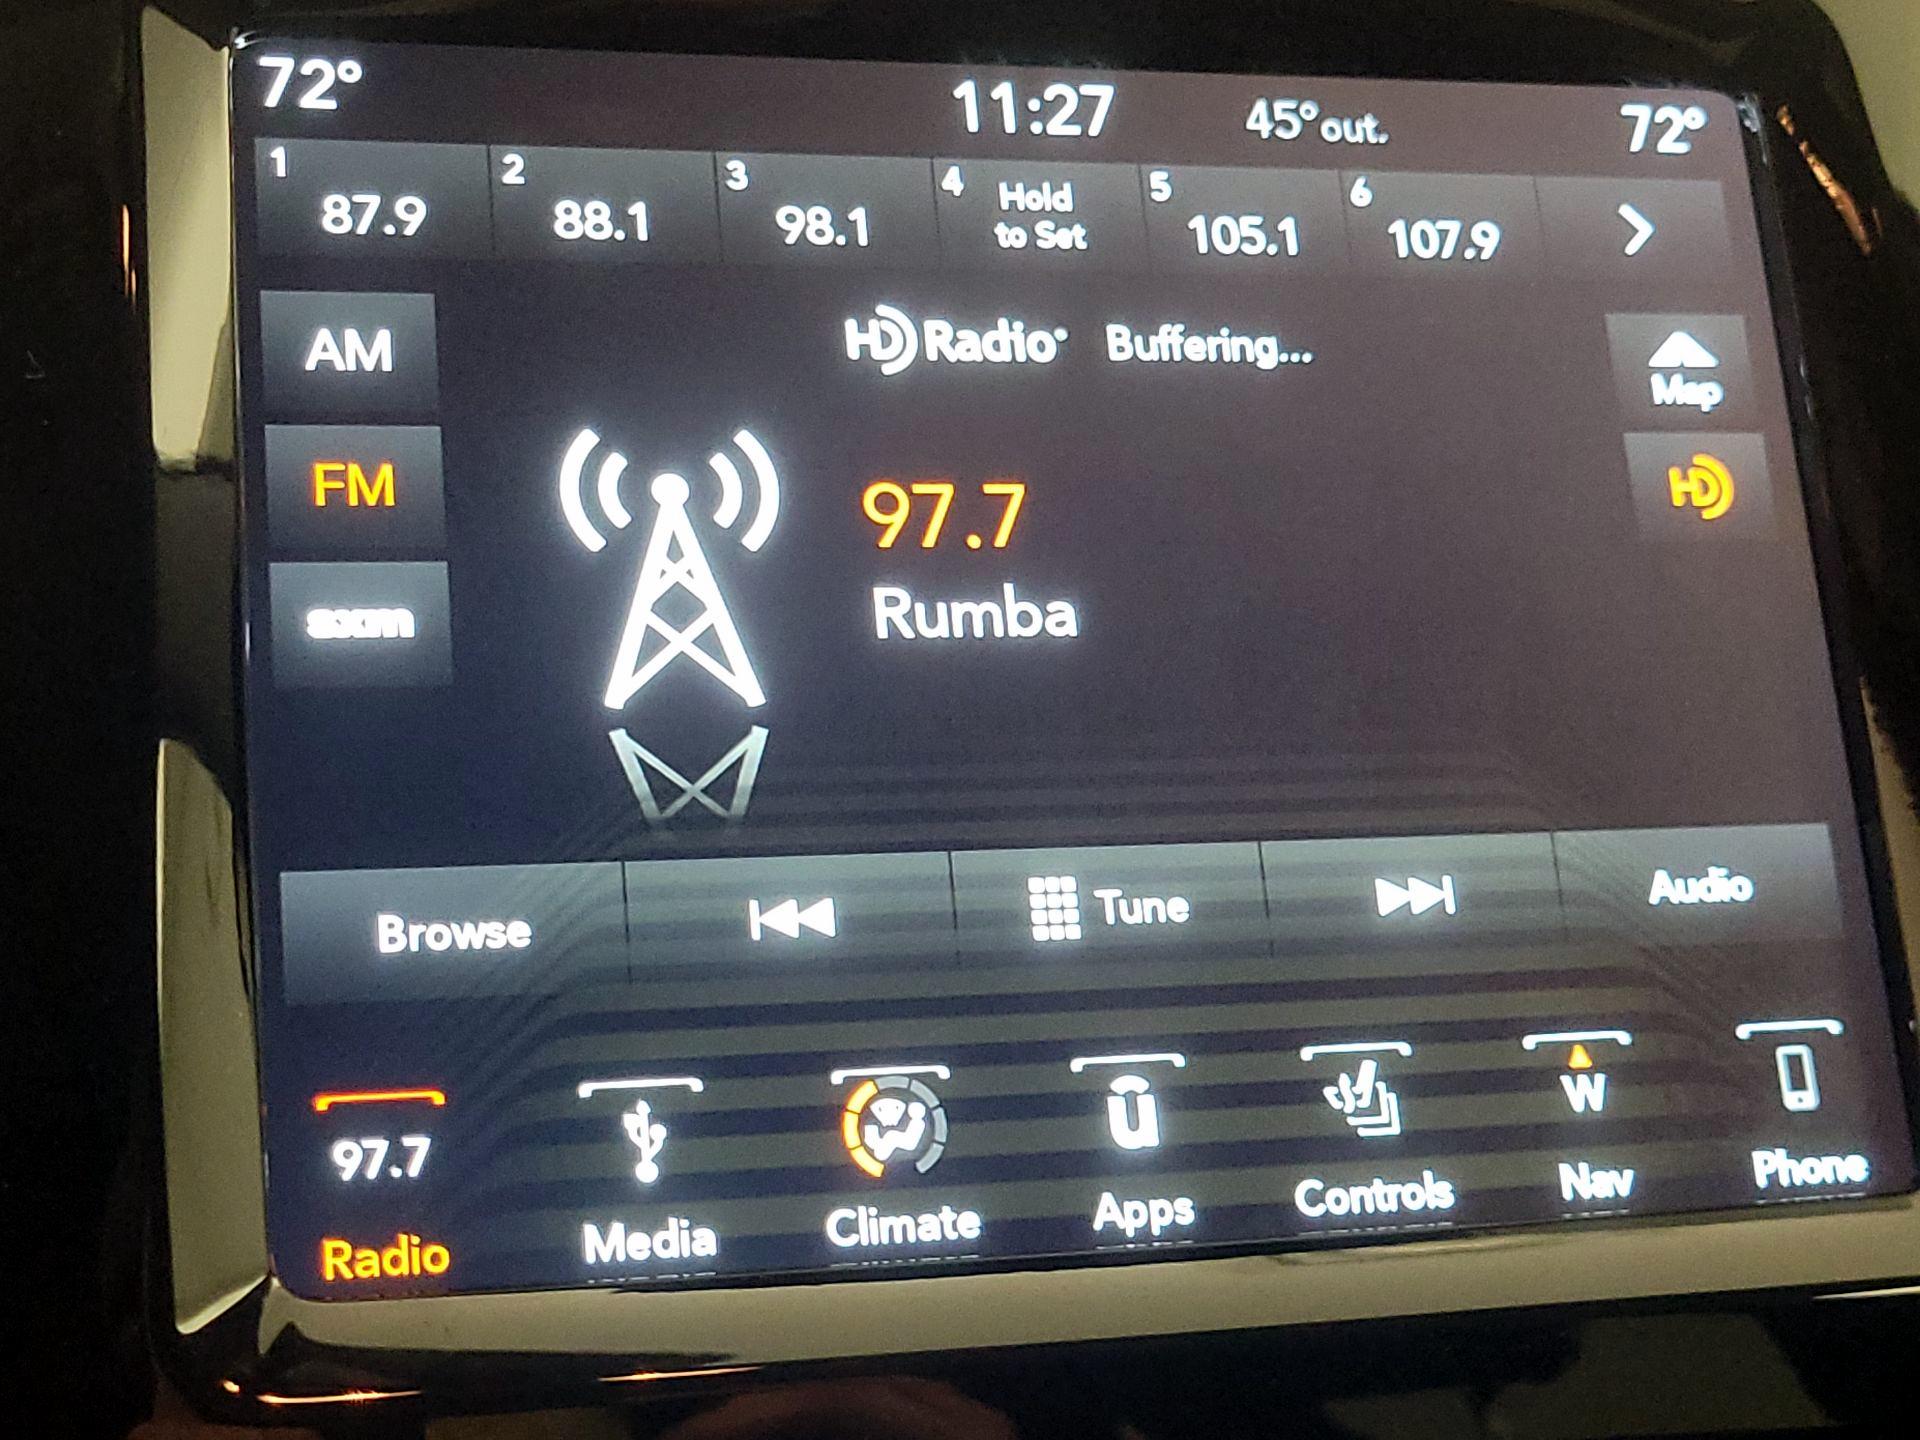 72° 11:27 45° out. 72°
1 2 3 4 5 6
87.9 88.1 98.1 Hold to Set 105.1 107.9
AM
HD Radio Buffering...
Map
FM
97.7
HD
Rumba
sxm
Browse
Tune
Audio
97.7
u
W
Radio
Media
Climate
Apps
Controls
Nav
Phone